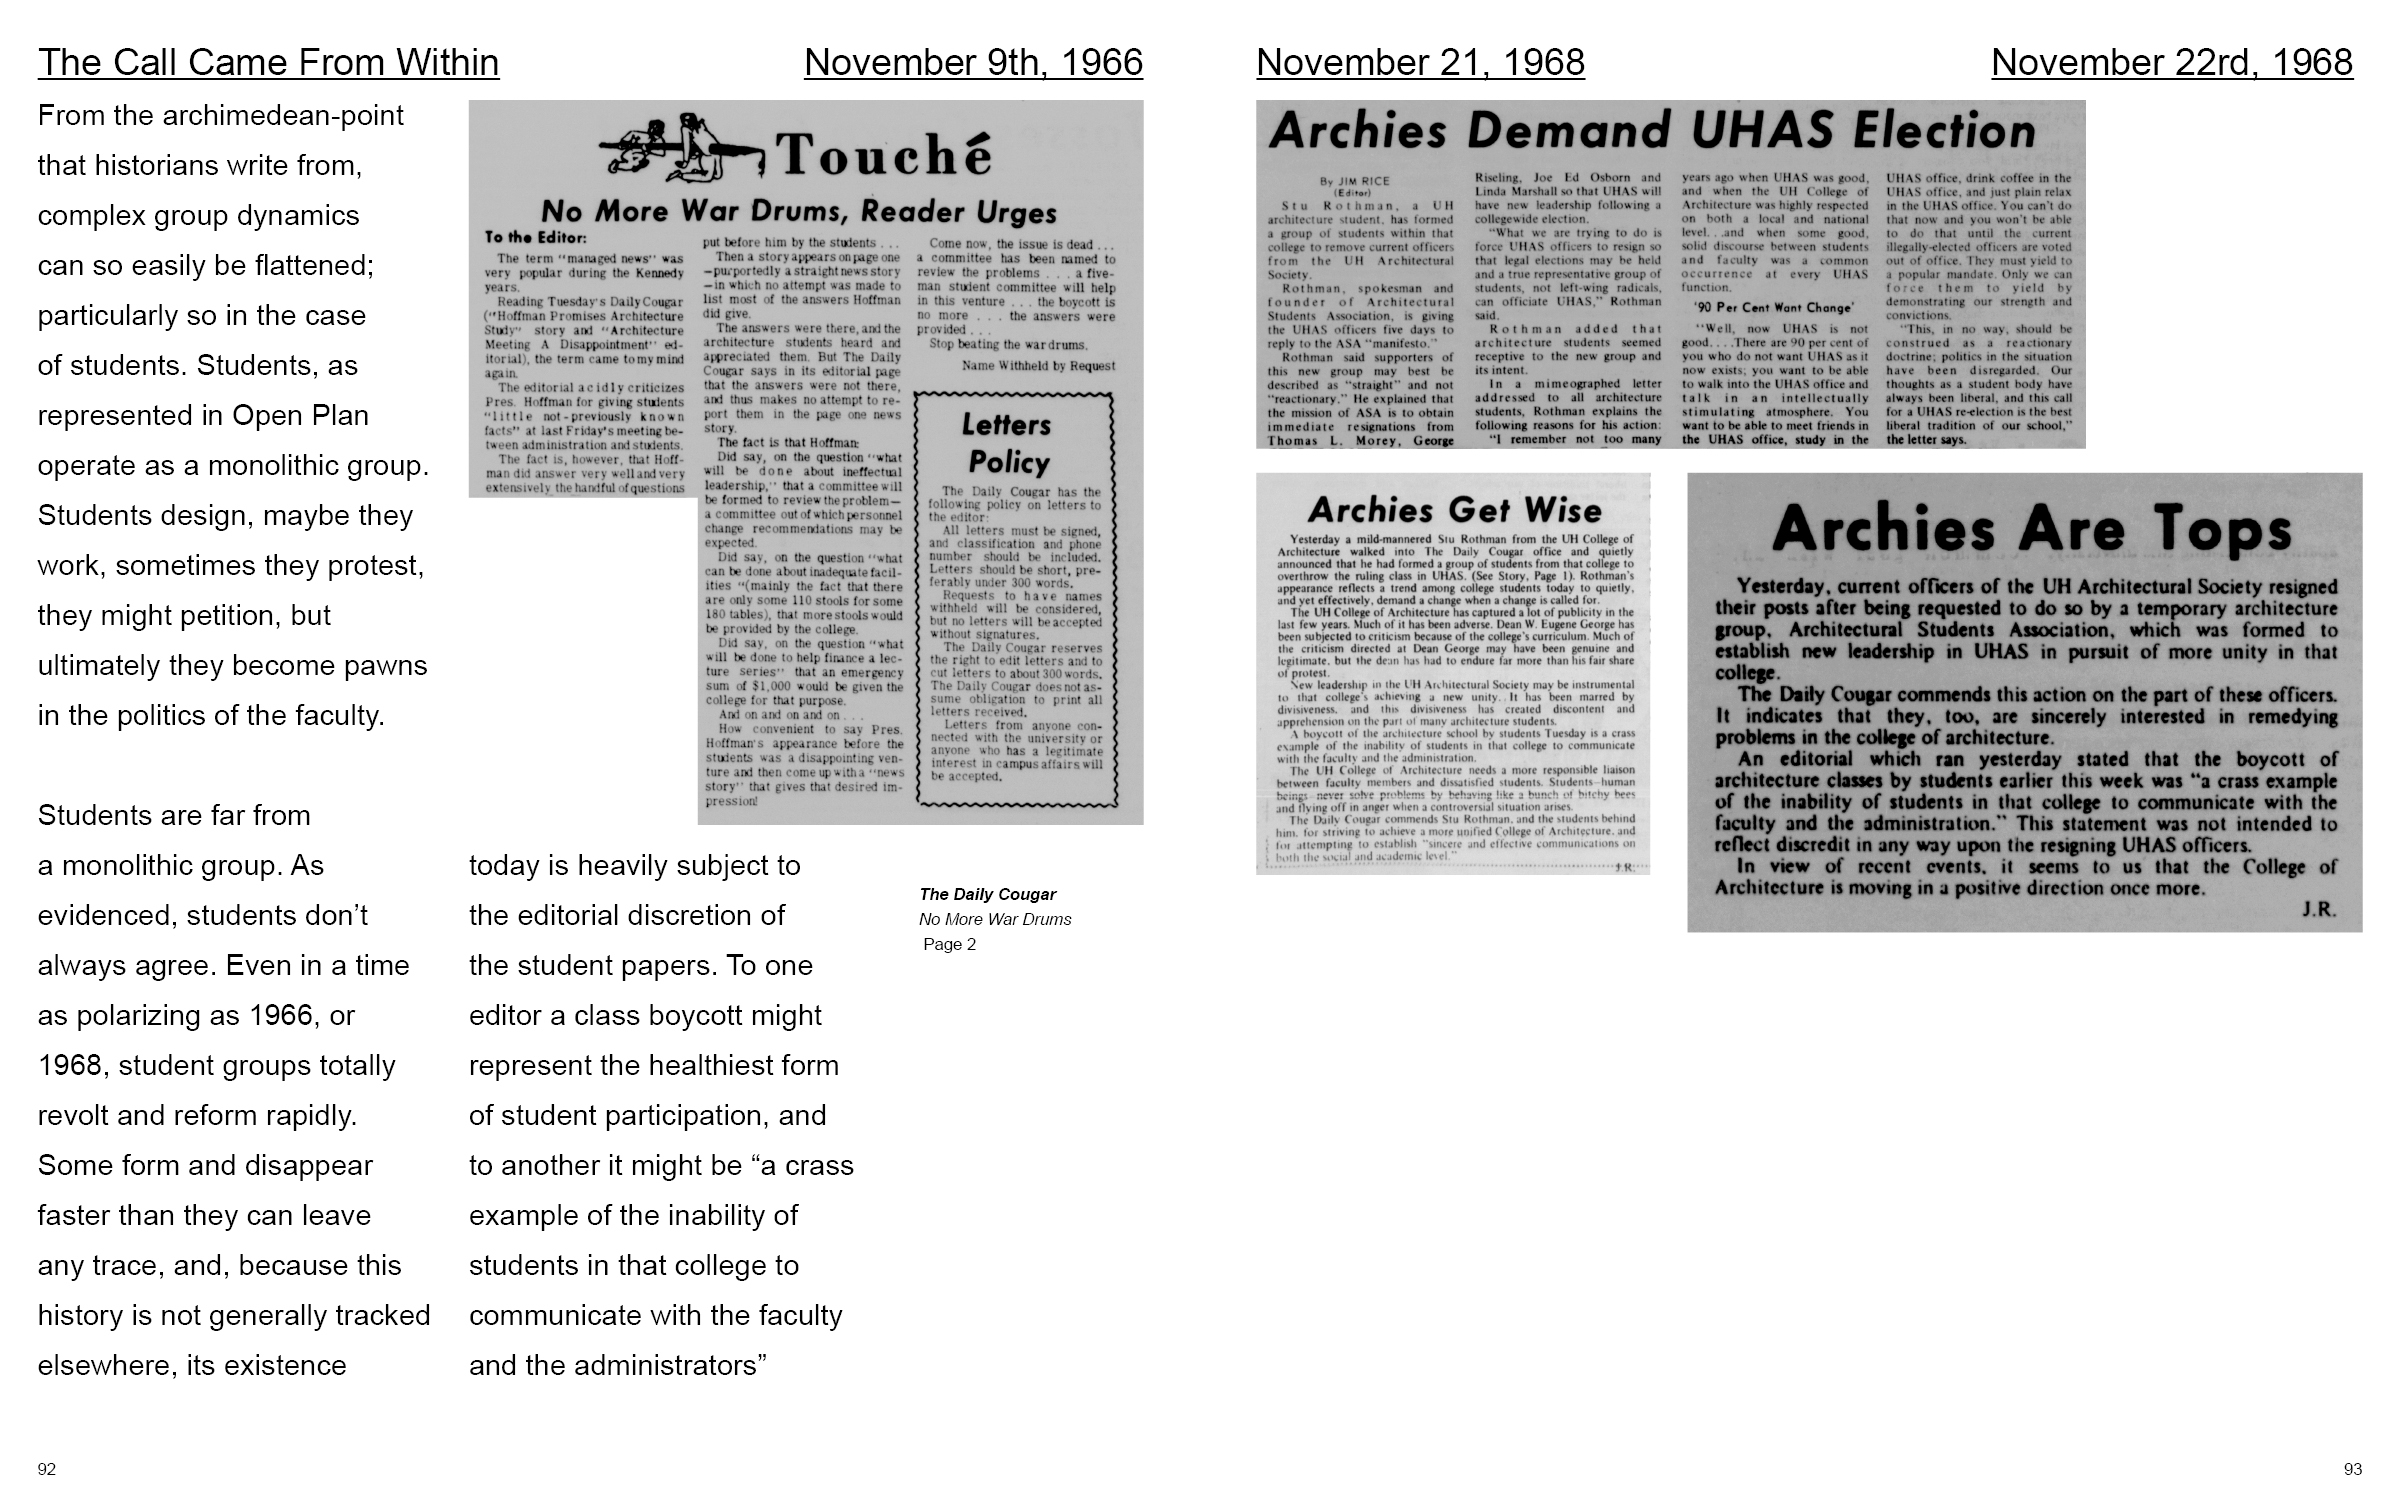 The Call Came From Within
From the archimedean-point
that historians write from,
complex group dynamics
can so easily be flattened;
particularly so in the case
of students. Students, as
represented in Open Plan
operate as a monolithic group.
Students design, maybe they
work, sometimes they protest,
they might petition, but
ultimately they become pawns
in the politics of the faculty.
Students are far from
a monolithic group. As
evidenced, students don’t
always agree. Even in a time
as polarizing as 1966, or
1968, student groups totally
revolt and reform rapidly.
Some form and disappear
faster than they can leave
any trace, and, because this
history is not generally tracked
elsewhere, its existence
today is heavily subject to
the editorial discretion of
the student papers. To one
editor a class boycott might
represent the healthiest form
of student participation, and
to another it might be “a crass
example of the inability of
students in that college to
communicate with the faculty
and the administrators”
November 9th, 1966
Touché
No More War Drums, Reader Urges
To the Editor:
The term "managed news" was
very popular during the Kennedy
years.
Reading Tuesday's Daily Cougar
("Hoffman Promises Architecture
Study" story and "Architecture
Meeting A Disappointment" ed-
itorial), the term came to my mind
again.
The editorial acidly criticizes
Pres. Hoffman for giving students
"little not-previously known
facts" at last Friday's meeting be-
tween administration and students.
The fact is, however, that Hoff-
man did answer very well and very
extensively the handful of questions
put before him by the students . . .
Then a story appears on page one
—purportedly a straight news story
—in which no attempt was made to
list most of the answers Hoffman
did give.
The answers were there, and the
architecture students heard and
appreciated them. But The Daily
Cougar says in its editorial page
that the answers were not there,
and thus makes no attempt to re-
port them in the page one news
story.
The fact is that Hoffman:
Did say, on the question "what
will be done about ineffectual
leadership," that a committee will
be formed to review the problem—
a committee out of which personnel
change recommendations may be
expected.
Did say, on the question "what
can be done about inadequate facil-
ities "(mainly the fact that there
are only some 110 stools for some
180 tables), that more stools would
be provided by the college.
Did say, on the question "what
will be done to help finance a lec-
ture series" that an emergency
sum of $1,000 would be given the
college for that purpose.
And on and on and on . . .
How convenient to say Pres.
Hoffman's appearance before the
students was a disappointing ven-
ture and then come up with a "news
story" that gives that desired im-
pression!
Come now, the issue is dead . . .
a committee has been named to
review the problems . . . a five-
man student committee will help
in this venture . . . the boycott is
no more . . . the answers were
provided . . .
Stop beating the war drums.
Name Withheld by Request
Letters
Policy
The Daily Cougar has the
following policy on letters to
the editor:
All letters must be signed,
and classification and phone
number should be included.
Letters should be short, pre-
ferably under 300 words.
Requests to have names
withheld will be considered,
but no letters will be accepted
without signatures.
The Daily Cougar reserves
the right to edit letters and to
cut letters to about 300 words.
The Daily Cougar does not as-
sume obligation to print all
letters received.
Letters from anyone con-
nected with the university or
anyone who has a legitimate
interest in campus affairs will
be accepted.
The Daily Cougar
No More War Drums
Page 2
92
November 21, 1968
Archies Demand UHAS Election
By JIM RICE
(Editor)
Stu Rothman, a UH
architecture student, has formed
a group of students within that
college to remove current officers
from the UH Architectural
Society.
Rothman, spokesman and
founder of Architectural
Students Association, is giving
the UHAS officers five days to
reply to the ASA "manifesto."
Rothman said supporters of
this new group may best be
described as "straight" and not
"reactionary." He explained that
the mission of ASA is to obtain
immediate resignations from
Thomas L. Morey, George
Riseling, Joe Ed Osborn and
Linda Marshall so that UHAS will
have new leadership following a
collegewide election.
"What we are trying to do is
force UHAS officers to resign so
that legal elections may be held
and a true representative group of
students, not left-wing radicals,
can officiate UHAS," Rothman
said.
Rothman added that
architecture students seemed
receptive to the new group and
its intent.
In a mimeographed letter
addressed to all architecture
students, Rothman explains the
following reasons for his action:
"I remember not too many
years ago when UHAS was good,
and when the UH College of
Architecture was highly respected
on both a local and national
level. . .and when some good,
solid discourse between students
and faculty was a common
occurrence at every UHAS
function.
'90 Per Cent Want Change'
"Well, now UHAS is not
good. . . .There are 90 per cent of
you who do not want UHAS as it
now exists; you want to be able
to walk into the UHAS office and
talk in an intellectually
stimulating atmosphere. You
want to be able to meet friends in
the UHAS office, study in the
UHAS office, drink coffee in the
UHAS office, and just plain relax
in the UHAS office. You can't do
that now and you won't be able
to do that until the current
illegally-elected officers are voted
out of office. They must yield to
a popular mandate. Only we can
force them to yield by
demonstrating our strength and
convictions.
"This, in no way, should be
construed as a reactionary
doctrine; politics in the situation
have been disregarded. Our
thoughts as a student body have
always been liberal, and this call
for a UHAS re-election is the best
liberal tradition of our school,"
the letter says.
Archies Get Wise
Yesterday a mild-mannered Stu Rothman from the UH College of
Architecture walked into The Daily Cougar office and quietly
announced that he had formed a group of students from that college to
overthrow the ruling class in UHAS. (See Story, Page 1). Rothman's
appearance reflects a trend among college students today to quietly,
and yet effectively, demand a change when a change is called for.
The UH College of Architecture has captured a lot of publicity in the
last few years. Much of it has been adverse. Dean W. Eugene George has
been subjected to criticism because of the college's curriculum. Much of
the criticism directed at Dean George may have been genuine and
legitimate, but the dean has had to endure far more than his fair share
of protest.
New leadership in the UH Architectural Society may be instrumental
to that college's achieving a new unity. It has been marred by
divisiveness, and this divisiveness has created discontent and
apprehension on the part of many architecture students.
A boycott of the architecture school by students Tuesday is a crass
example of the inability of students in that college to communicate
with the faculty and the administration.
The UH College of Architecture needs a more responsible liaison
between faculty members and dissatisfied students. Students—human
beings—never solve problems by behaving like a bunch of bitchy bees
and flying off in anger when a controversial situation arises.
The Daily Cougar commends Stu Rothman, and the students behind
him, for striving to achieve a more unified College of Architecture, and
for attempting to establish "sincere and effective communications on
both the social and academic level."
J.R.
November 22rd, 1968
Archies Are Tops
Yesterday, current officers of the UH Architectural Society resigned
their posts after being requested to do so by a temporary architecture
group, Architectural Students Association, which was formed to
establish new leadership in UHAS in pursuit of more unity in that
college.
The Daily Cougar commends this action on the part of these officers.
It indicates that they, too, are sincerely interested in remedying
problems in the college of architecture.
An editorial which ran yesterday stated that the boycott of
architecture classes by students earlier this week was "a crass example
of the inability of students in that college to communicate with the
faculty and the administration." This statement was not intended to
reflect discredit in any way upon the resigning UHAS officers.
In view of recent events, it seems to us that the College of
Architecture is moving in a positive direction once more.
J.R.
93